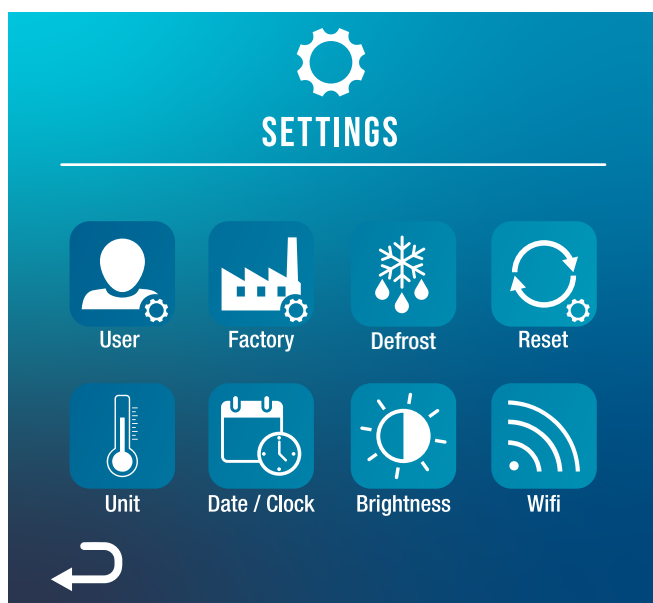 SETTINGS
User Factory Defrost Reset
Unit Date / Clock Brightness Wifi